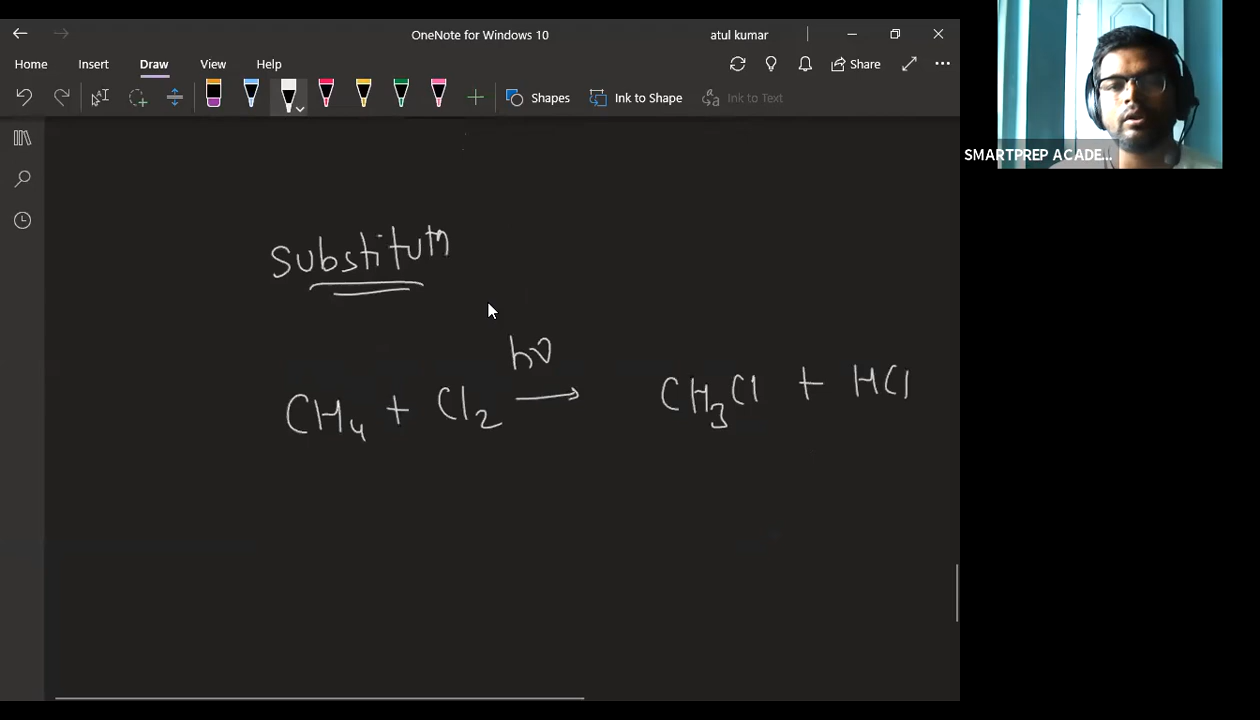 OneNote for Windows 10
atul kumar
Home Insert Draw View Help
Share
Shapes
Ink to Shape
Ink to Text
SMARTPREP ACADE...
Substitutn
hν
CH₄ + Cl₂ → CH₃Cl + HCl